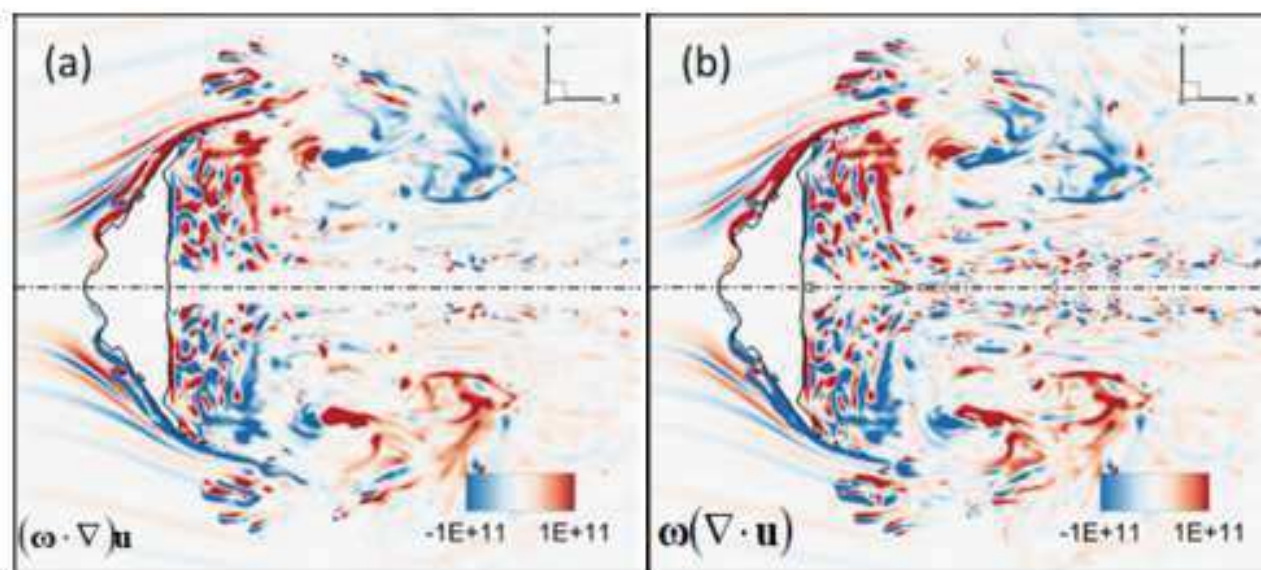 (a)
Y
X
(ω · ∇)u
-1E+11 1E+11
(b)
Y
X
ω(∇ · u)
-1E+11 1E+11